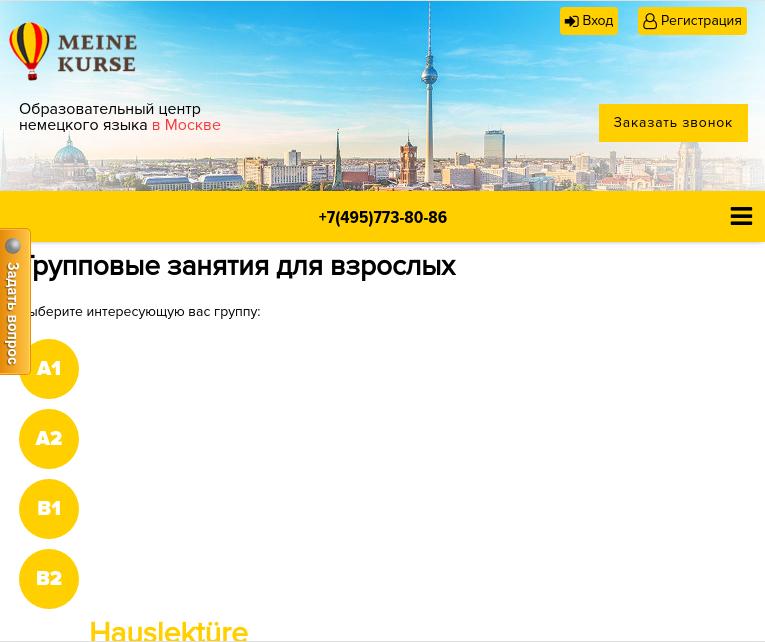 Вход
Регистрация
MEINE
KURSE
Образовательный центр
немецкого языка в Москве
Заказать звонок
+7(495)773-80-86
Задать вопрос
Групповые занятия для взрослых
ыберите интересующую вас группу:
A1
A2
B1
B2
Hauslektüre